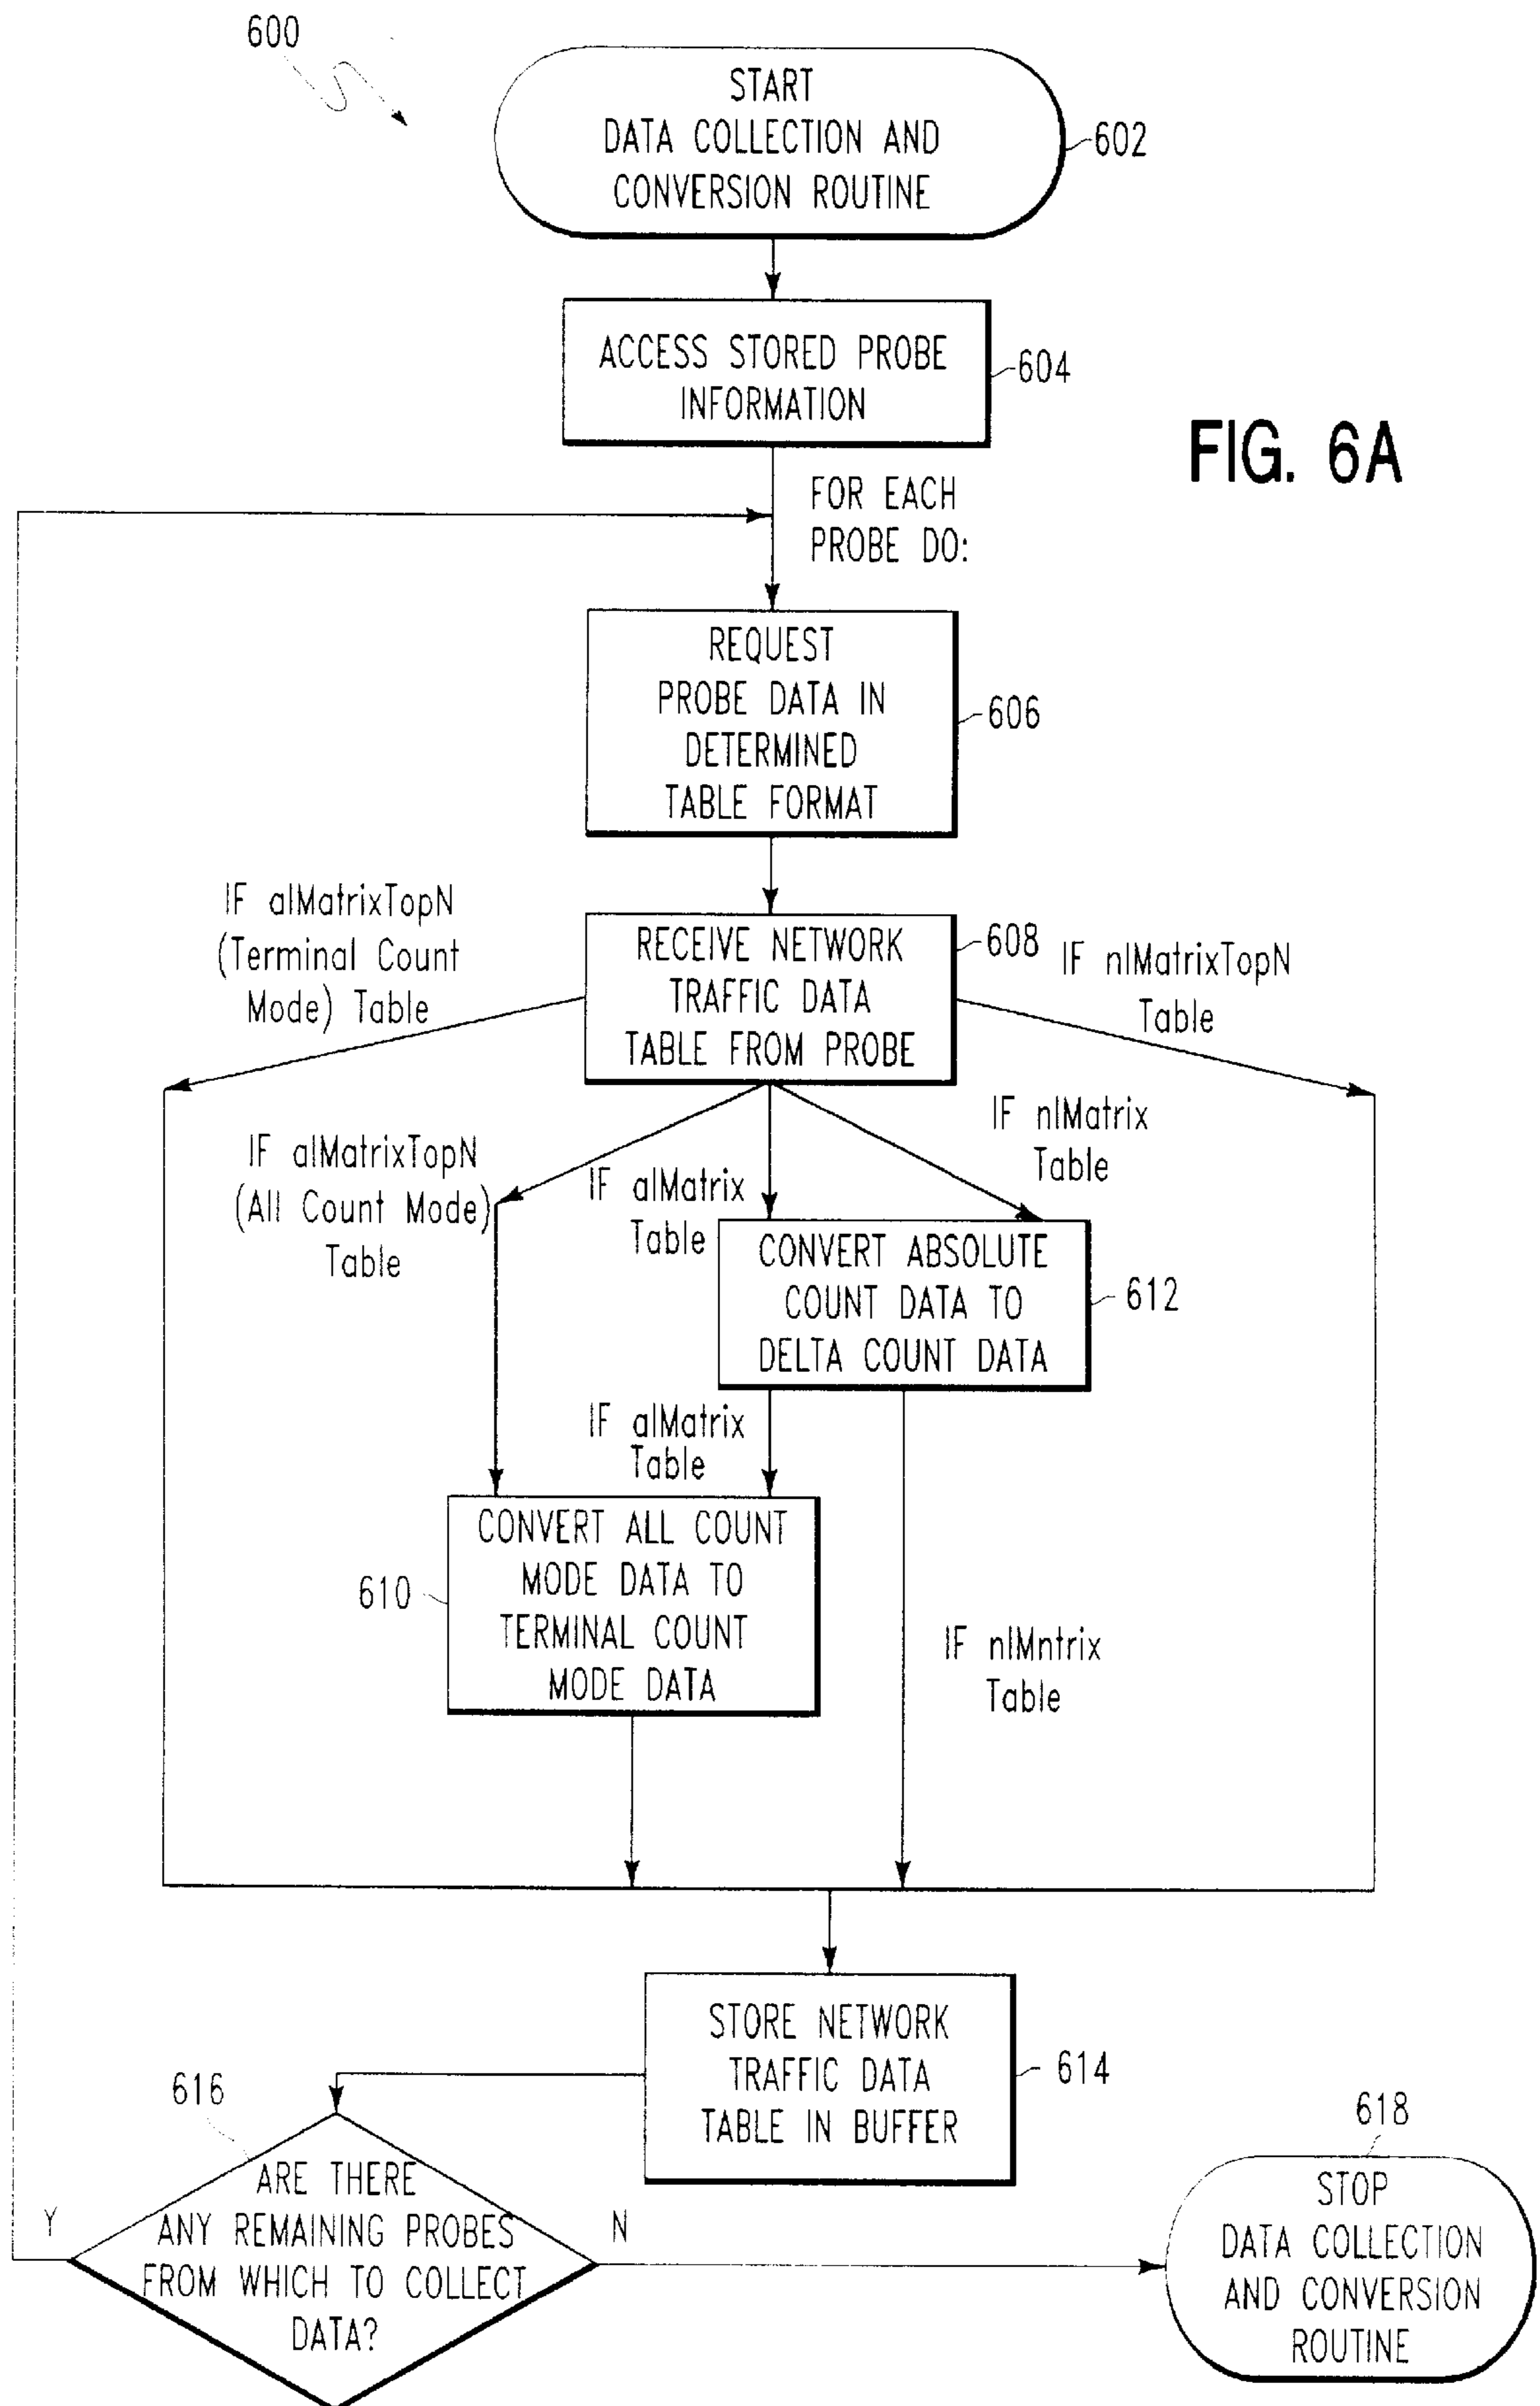 600
START
DATA COLLECTION AND
CONVERSION ROUTINE
602
ACCESS STORED PROBE
INFORMATION
604
FIG. 6A
FOR EACH
PROBE DO:
REQUEST
PROBE DATA IN
DETERMINED
TABLE FORMAT
606
IF alMatrixTopN
(Terminal Count
Mode) Table
RECEIVE NETWORK
TRAFFIC DATA
TABLE FROM PROBE
608
IF nlMatrixTopN
Table
IF alMatrixTopN
(All Count Mode)
Table
IF alMatrix
Table
IF nlMatrix
Table
CONVERT ABSOLUTE
COUNT DATA TO
DELTA COUNT DATA
612
IF alMatrix
Table
CONVERT ALL COUNT
MODE DATA TO
TERMINAL COUNT
MODE DATA
610
IF nlMntrix
Table
STORE NETWORK
TRAFFIC DATA
TABLE IN BUFFER
614
616
ARE THERE
ANY REMAINING PROBES
FROM WHICH TO COLLECT
DATA?
Y
N
618
STOP
DATA COLLECTION
AND CONVERSION
ROUTINE